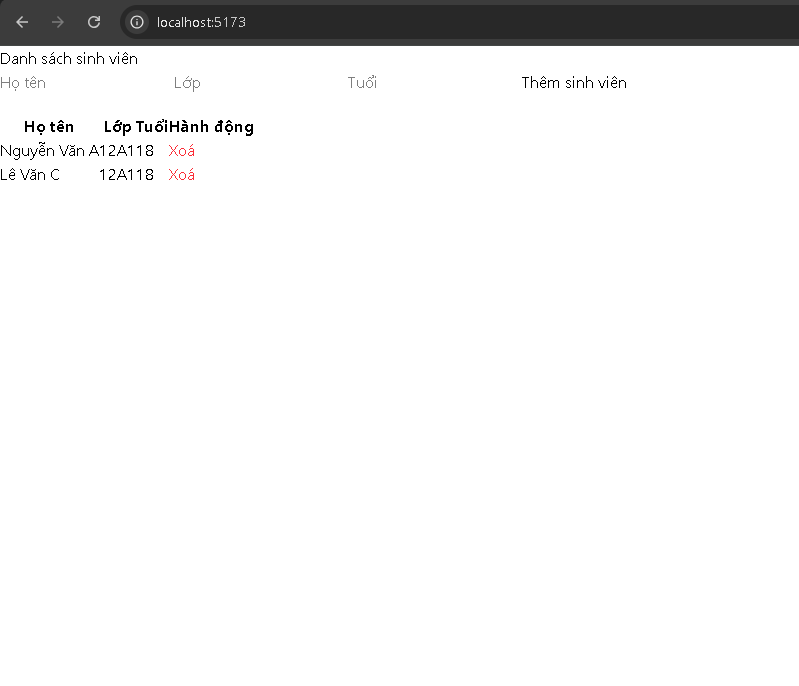 localhost:5173
Danh sách sinh viên
Họ tên Lớp Tuổi Thêm sinh viên
Họ tên Lớp Tuổi Hành động
Nguyễn Văn A 12A1 18 Xoá
Lê Văn C 12A1 18 Xoá